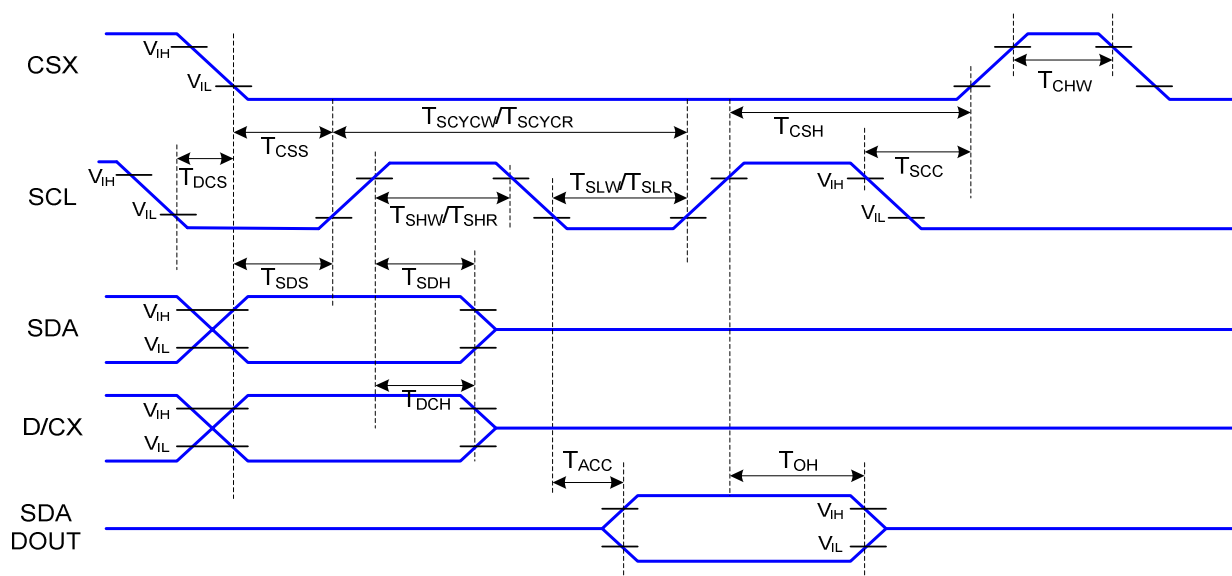 CSX
VIH
VIL
TCHW
TSCYCW/TSCYCR
TCSH
TCSS
TDCS
TSCC
SCL
VIH
VIL
TSHW/TSHR
TSLW/TSLR
VIH
VIL
TSDS
TSDH
SDA
VIH
VIL
TDCH
D/CX
VIH
VIL
TACC
TOH
SDA
DOUT
VIH
VIL